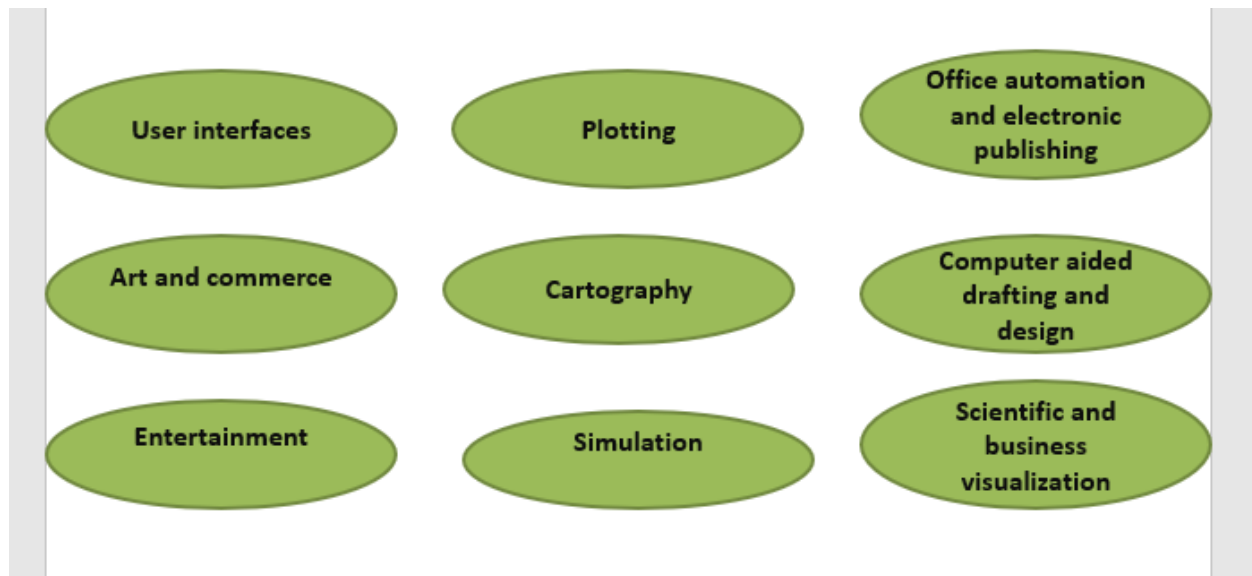 User interfaces
Plotting
Office automation
and electronic
publishing
Art and commerce
Cartography
Computer aided
drafting and
design
Entertainment
Simulation
Scientific and
business
visualization